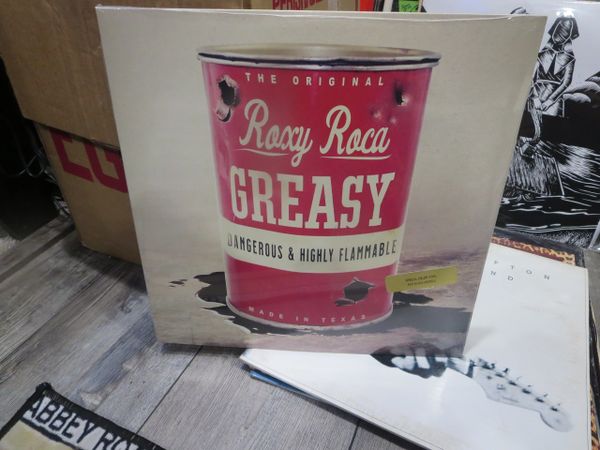 THE ORIGINAL
Roxy Roca
GREASY
DANGEROUS & HIGHLY FLAMMABLE
MADE IN TEXAS
ABBEY RO